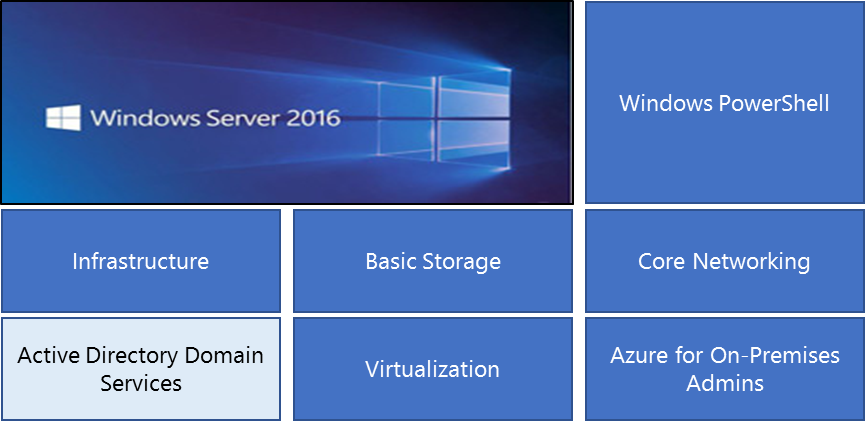 Windows Server 2016
Windows PowerShell
Infrastructure
Basic Storage
Core Networking
Active Directory Domain
Services
Virtualization
Azure for On-Premises
Admins